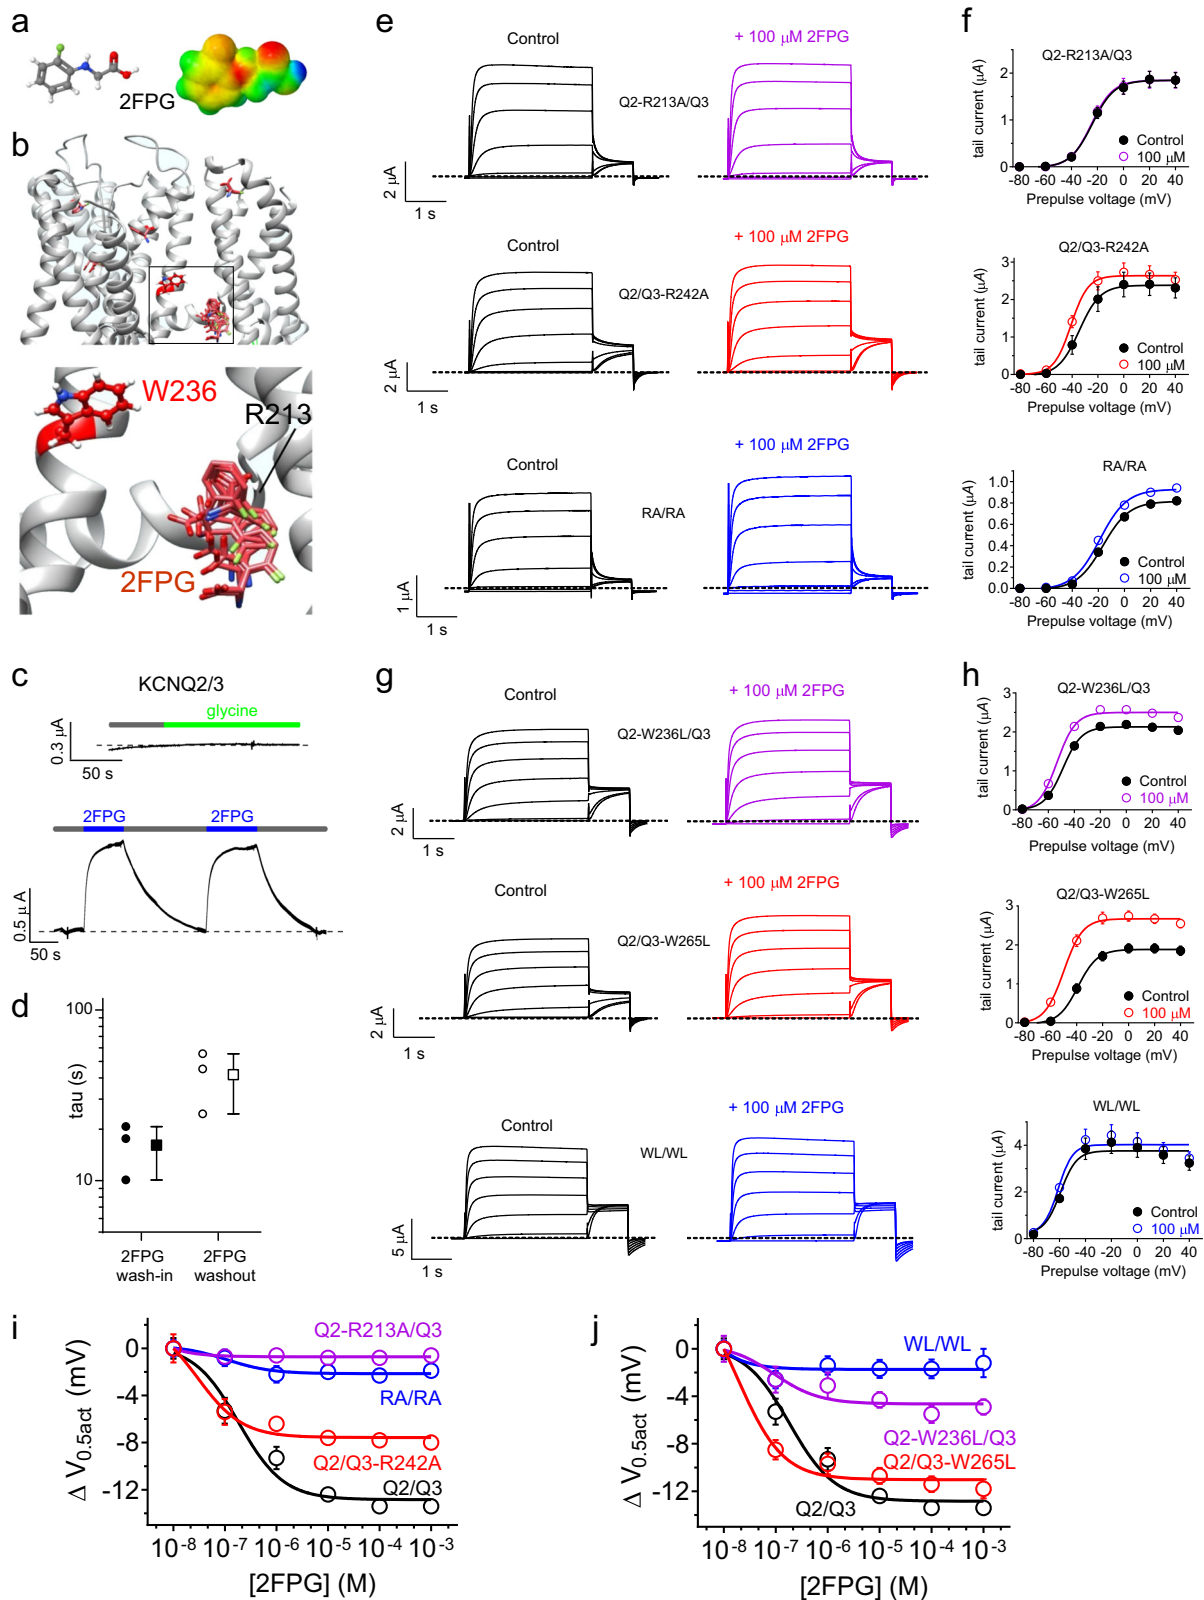 a
2FPG
b
W236
R213
2FPG
c
KCNQ2/3
glycine
0.3 µA
50 s
2FPG 2FPG
0.5 µ A
50 s
d
100
10
tau (s)
2FPG wash-in
2FPG washout
e
Control
+ 100 µM 2FPG
Q2-R213A/Q3
2 µA
1 s
Control
+ 100 µM 2FPG
Q2/Q3-R242A
2 µA
1 s
Control
+ 100 µM 2FPG
RA/RA
1 µA
1 s
f
Q2-R213A/Q3
tail current (µA)
2
1
0
Control
100 µM
-80 -60 -40 -20 0 20 40
Prepulse voltage (mV)
Q2/Q3-R242A
tail current (µA)
3
2
1
0
Control
100 µM
-80 -60 -40 -20 0 20 40
Prepulse voltage (mV)
RA/RA
tail current (µA)
1.0
0.8
0.6
0.4
0.2
0.0
Control
100 µM
-80 -60 -40 -20 0 20 40
Prepulse voltage (mV)
g
Control
+ 100 µM 2FPG
Q2-W236L/Q3
2 µA
1 s
Control
+ 100 µM 2FPG
Q2/Q3-W265L
2 µA
1 s
Control
+ 100 µM 2FPG
WL/WL
5 µA
1 s
h
Q2-W236L/Q3
tail current (µA)
3
2
1
0
Control
100 µM
-80 -60 -40 -20 0 20 40
Prepulse voltage (mV)
Q2/Q3-W265L
tail current (µA)
3
2
1
0
Control
100 µM
-80 -60 -40 -20 0 20 40
Prepulse voltage (mV)
WL/WL
tail current (µA)
4
2
0
Control
100 µM
-80 -60 -40 -20 0 20 40
Prepulse voltage (mV)
i
Δ V0.5act (mV)
0
-4
-8
-12
Q2-R213A/Q3
RA/RA
Q2/Q3-R242A
Q2/Q3
10-8 10-7 10-6 10-5 10-4 10-3
[2FPG] (M)
j
Δ V0.5act (mV)
0
-4
-8
-12
WL/WL
Q2-W236L/Q3
Q2/Q3-W265L
Q2/Q3
10-8 10-7 10-6 10-5 10-4 10-3
[2FPG] (M)